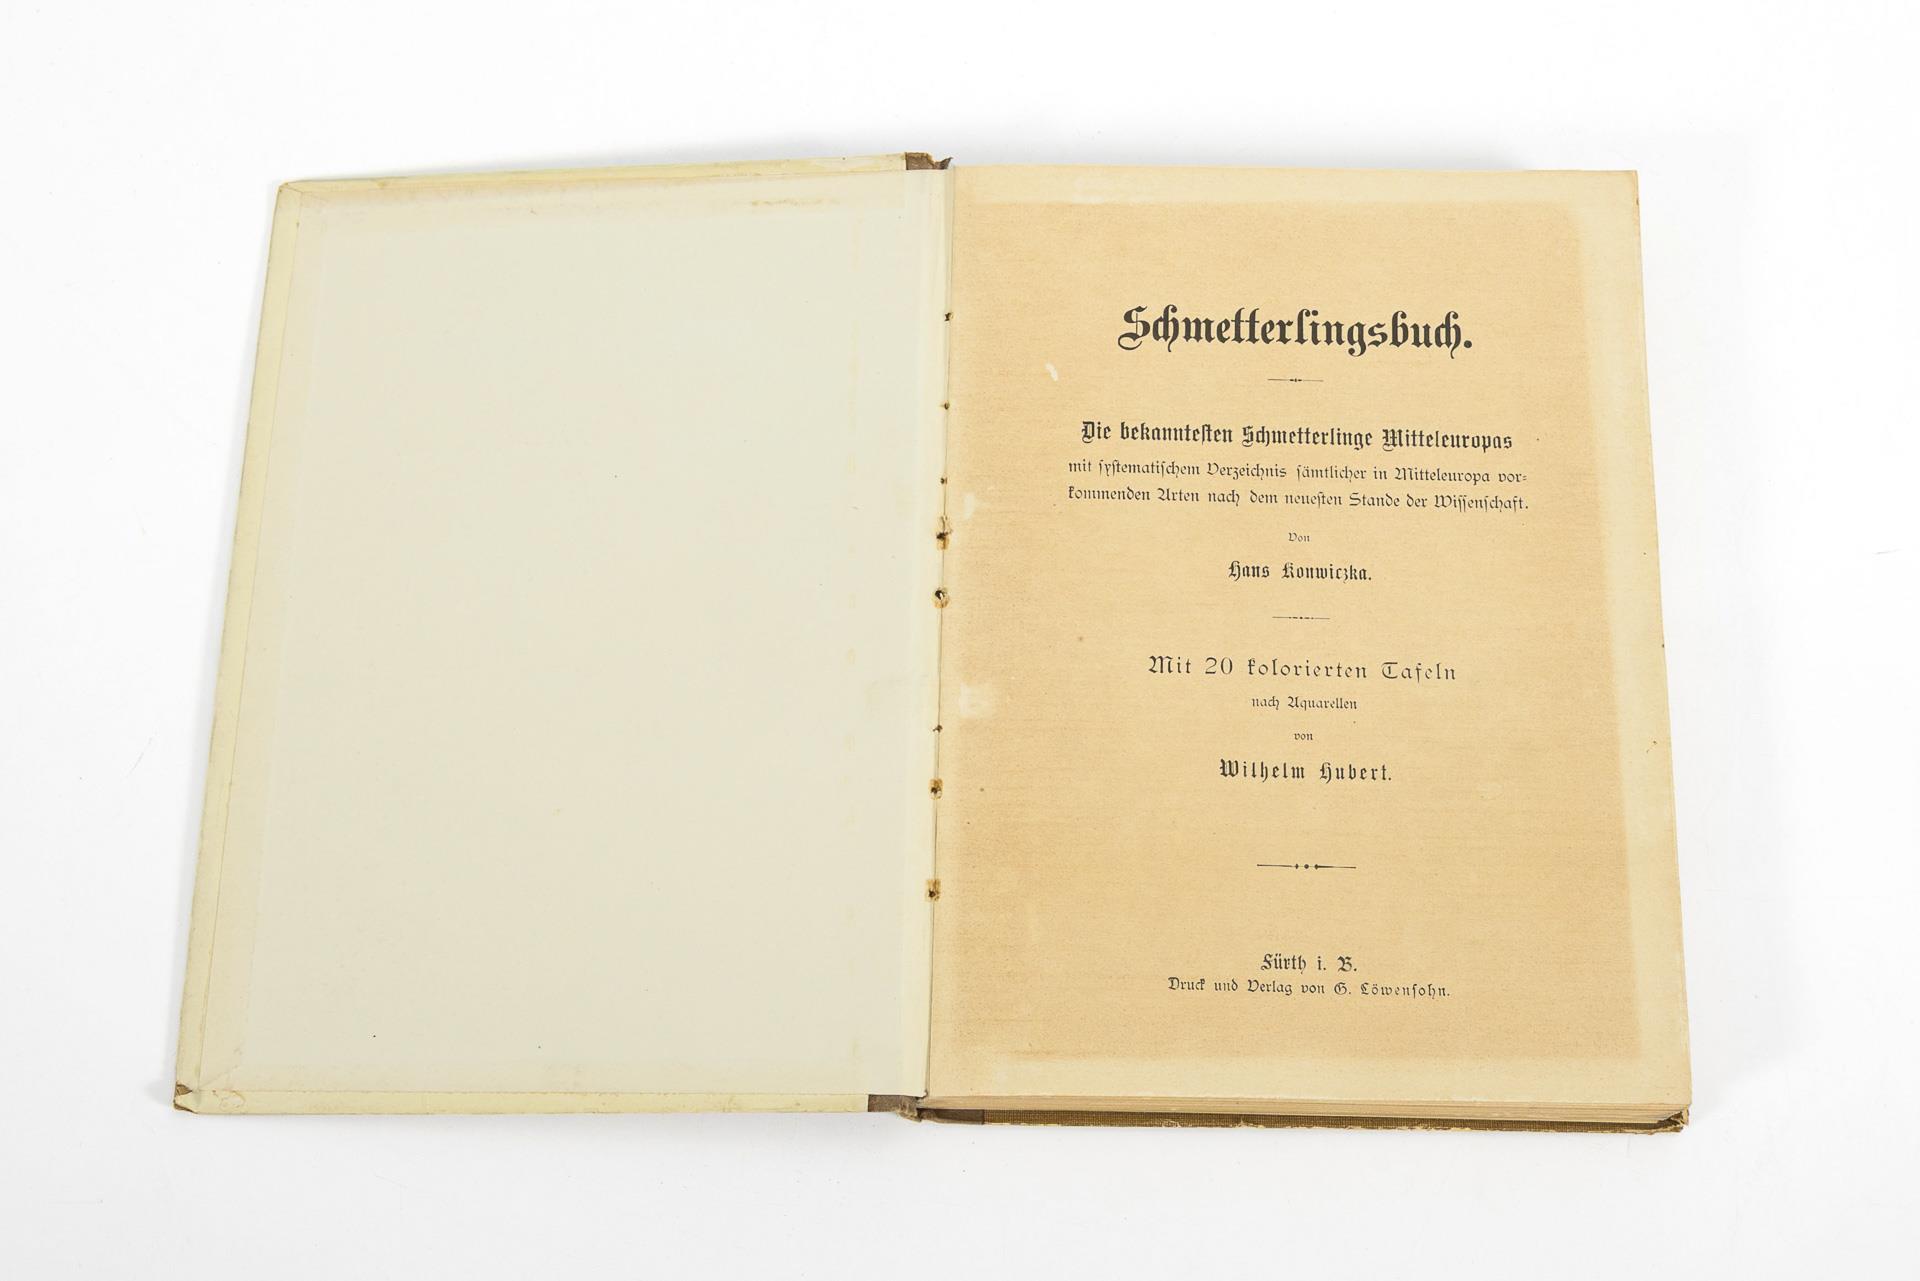 Schmetterlingsbuch.
Die bekanntesten Schmetterlinge Mitteleuropas
mit systematischem Verzeichnis sämtlicher in Mitteleuropa vor-
kommenden Arten nach dem neuesten Stande der Wissenschaft.
Von
Hans Konwiczka.
Mit 20 kolorierten Tafeln
nach Aquarellen
von
Wilhelm Hubert.
Fürth i. B.
Druck und Verlag von G. Löwensohn.